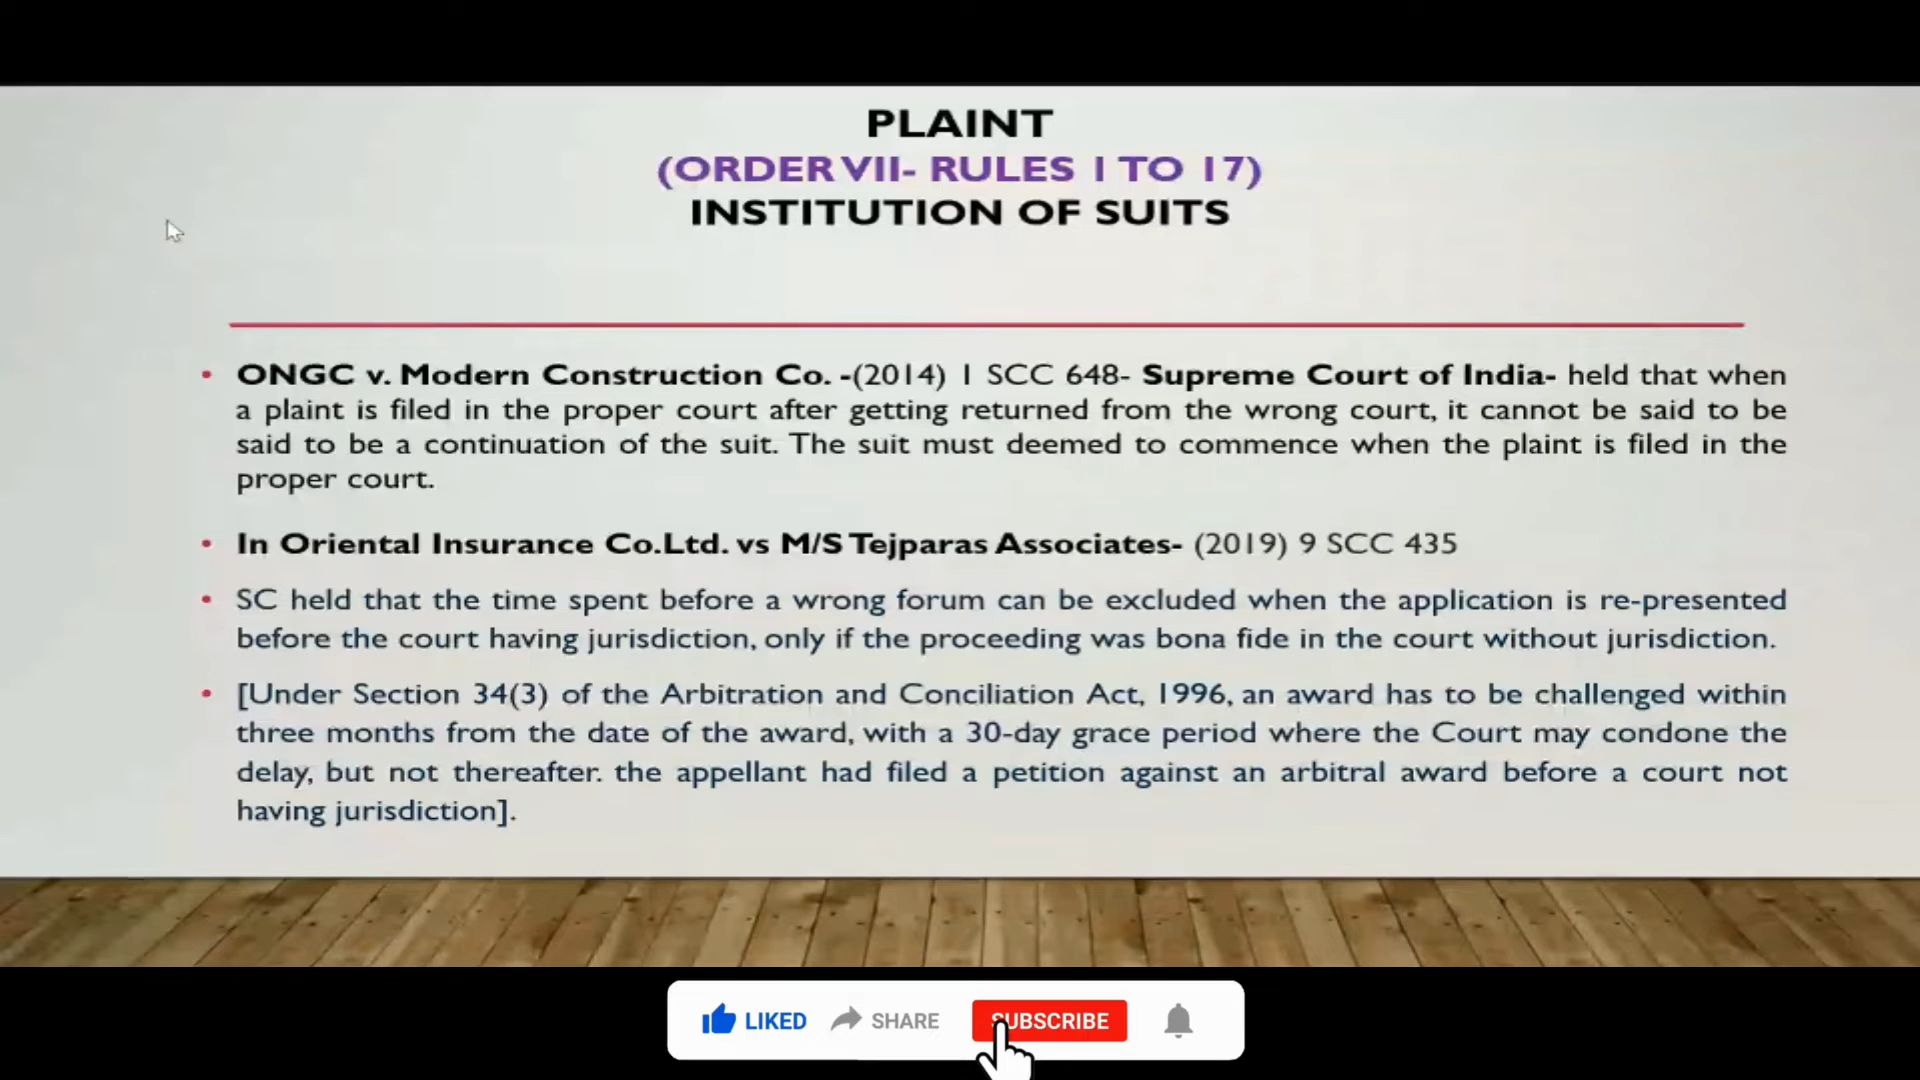 PLAINT
(ORDER VII- RULES 1 TO 17)
INSTITUTION OF SUITS
• ONGC v. Modern Construction Co. -(2014) 1 SCC 648- Supreme Court of India- held that when
a plaint is filed in the proper court after getting returned from the wrong court, it cannot be said to be
said to be a continuation of the suit. The suit must deemed to commence when the plaint is filed in the
proper court.
• In Oriental Insurance Co.Ltd. vs M/S Tejparas Associates- (2019) 9 SCC 435
• SC held that the time spent before a wrong forum can be excluded when the application is re-presented
before the court having jurisdiction, only if the proceeding was bona fide in the court without jurisdiction.
• [Under Section 34(3) of the Arbitration and Conciliation Act, 1996, an award has to be challenged within
three months from the date of the award, with a 30-day grace period where the Court may condone the
delay, but not thereafter. the appellant had filed a petition against an arbitral award before a court not
having jurisdiction].
LIKED SHARE SUBSCRIBE